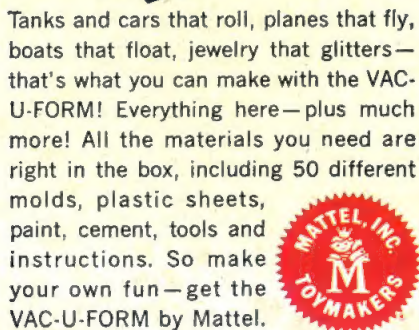 Tanks and cars that roll, planes that fly,
boats that float, jewelry that glitters—
that's what you can make with the VAC-
U-FORM! Everything here—plus much
more! All the materials you need are
right in the box, including 50 different
molds, plastic sheets,
paint, cement, tools and
instructions. So make
your own fun—get the
VAC-U-FORM by Mattel.
MATTEL, INC.
M
TOYMAKERS